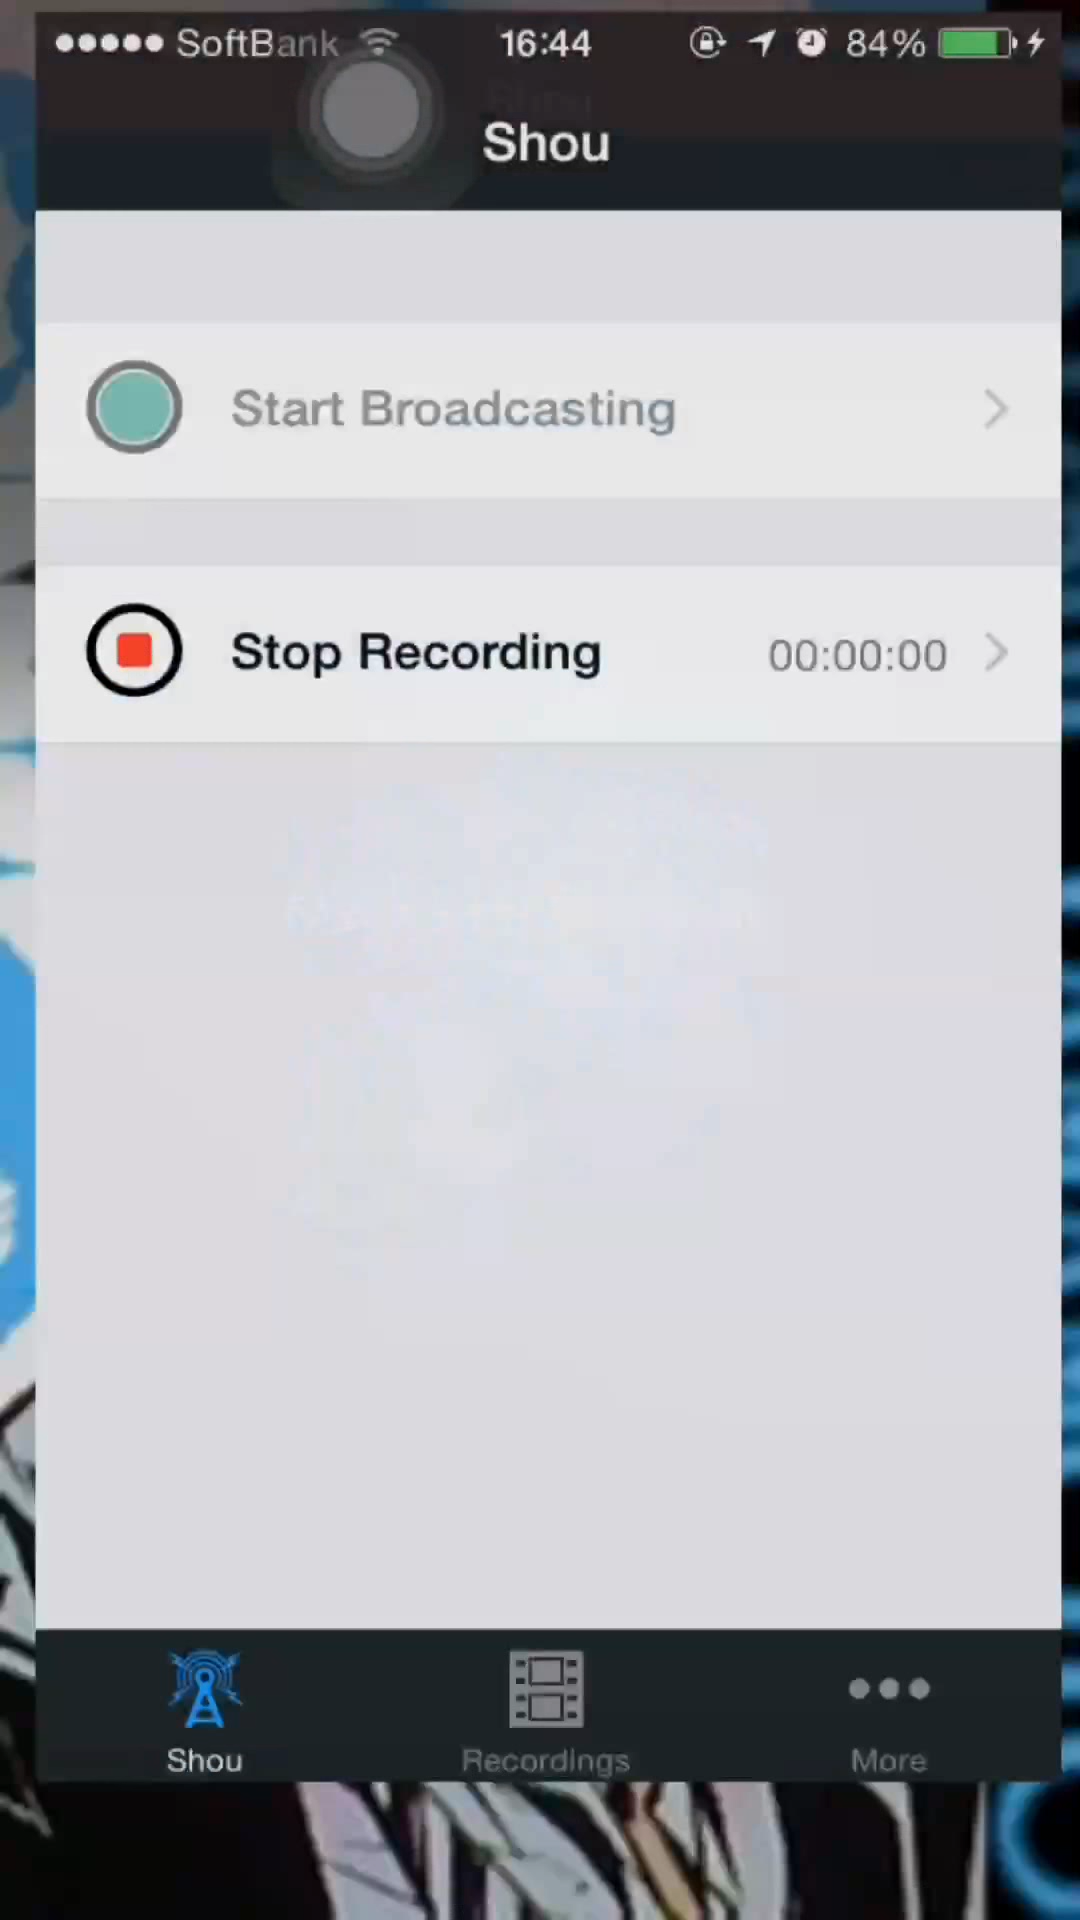 SoftBank 16:44 84%
Shou
Start Broadcasting
Stop Recording 00:00:00
Shou Recordings More